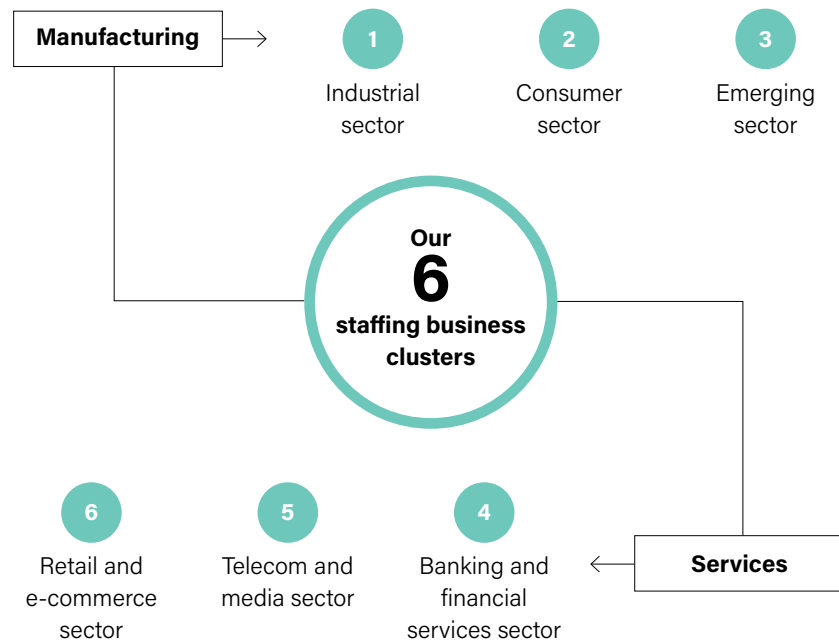 Manufacturing
1
Industrial
sector
2
Consumer
sector
3
Emerging
sector
Our
6
staffing business
clusters
6
Retail and
e-commerce
sector
5
Telecom and
media sector
4
Banking and
financial
services sector
Services